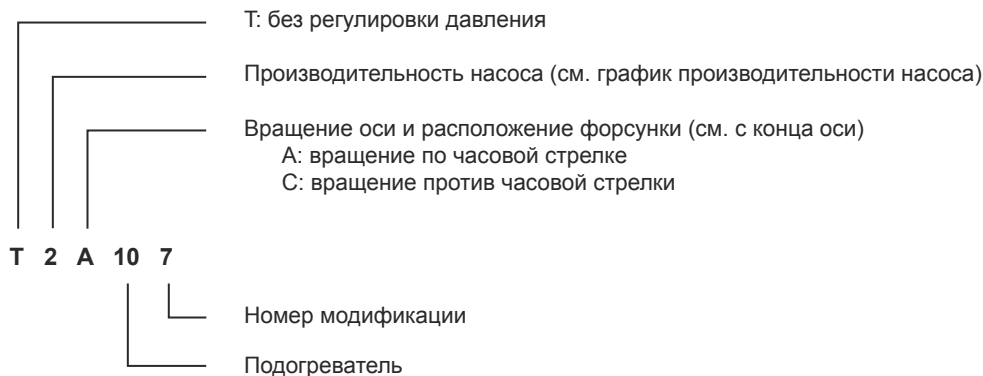 Т: без регулировки давления
Производительность насоса (см. график производительности насоса)
Вращение оси и расположение форсунки (см. с конца оси)
А: вращение по часовой стрелке
С: вращение против часовой стрелки
Т 2 А 10 7
Номер модификации
Подогреватель